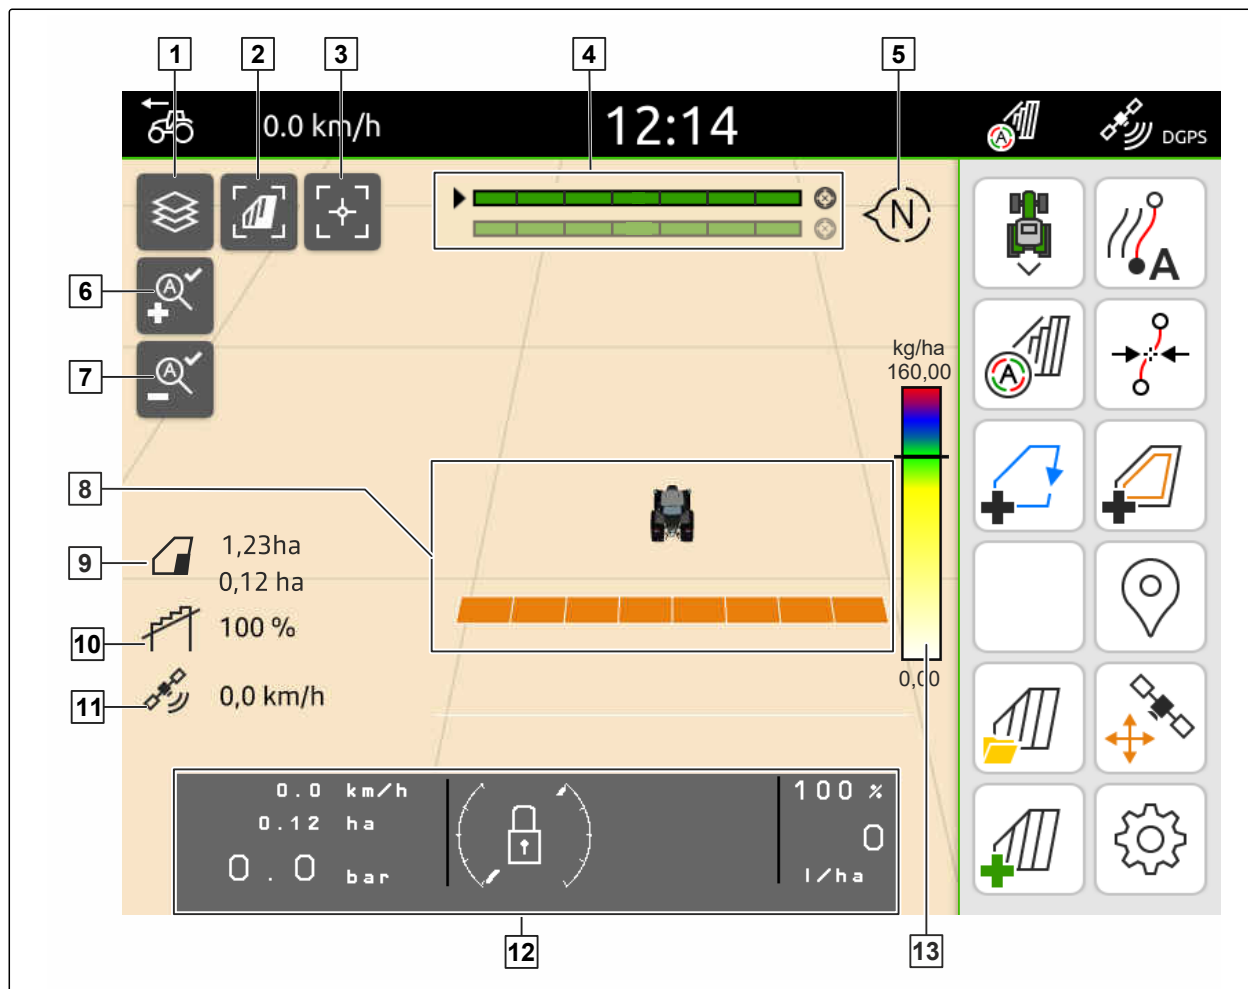 1 2 3 4 5
0.0 km/h 12:14 A DGPS
N
A
6 A
7 A
kg/ha
160,00
A
8
9 1,23ha
0,12 ha
10 100 %
11 0,0 km/h
0,00
0.0 km/h
0.12 ha
0.0 bar
100 %
0
l/ha
12 13